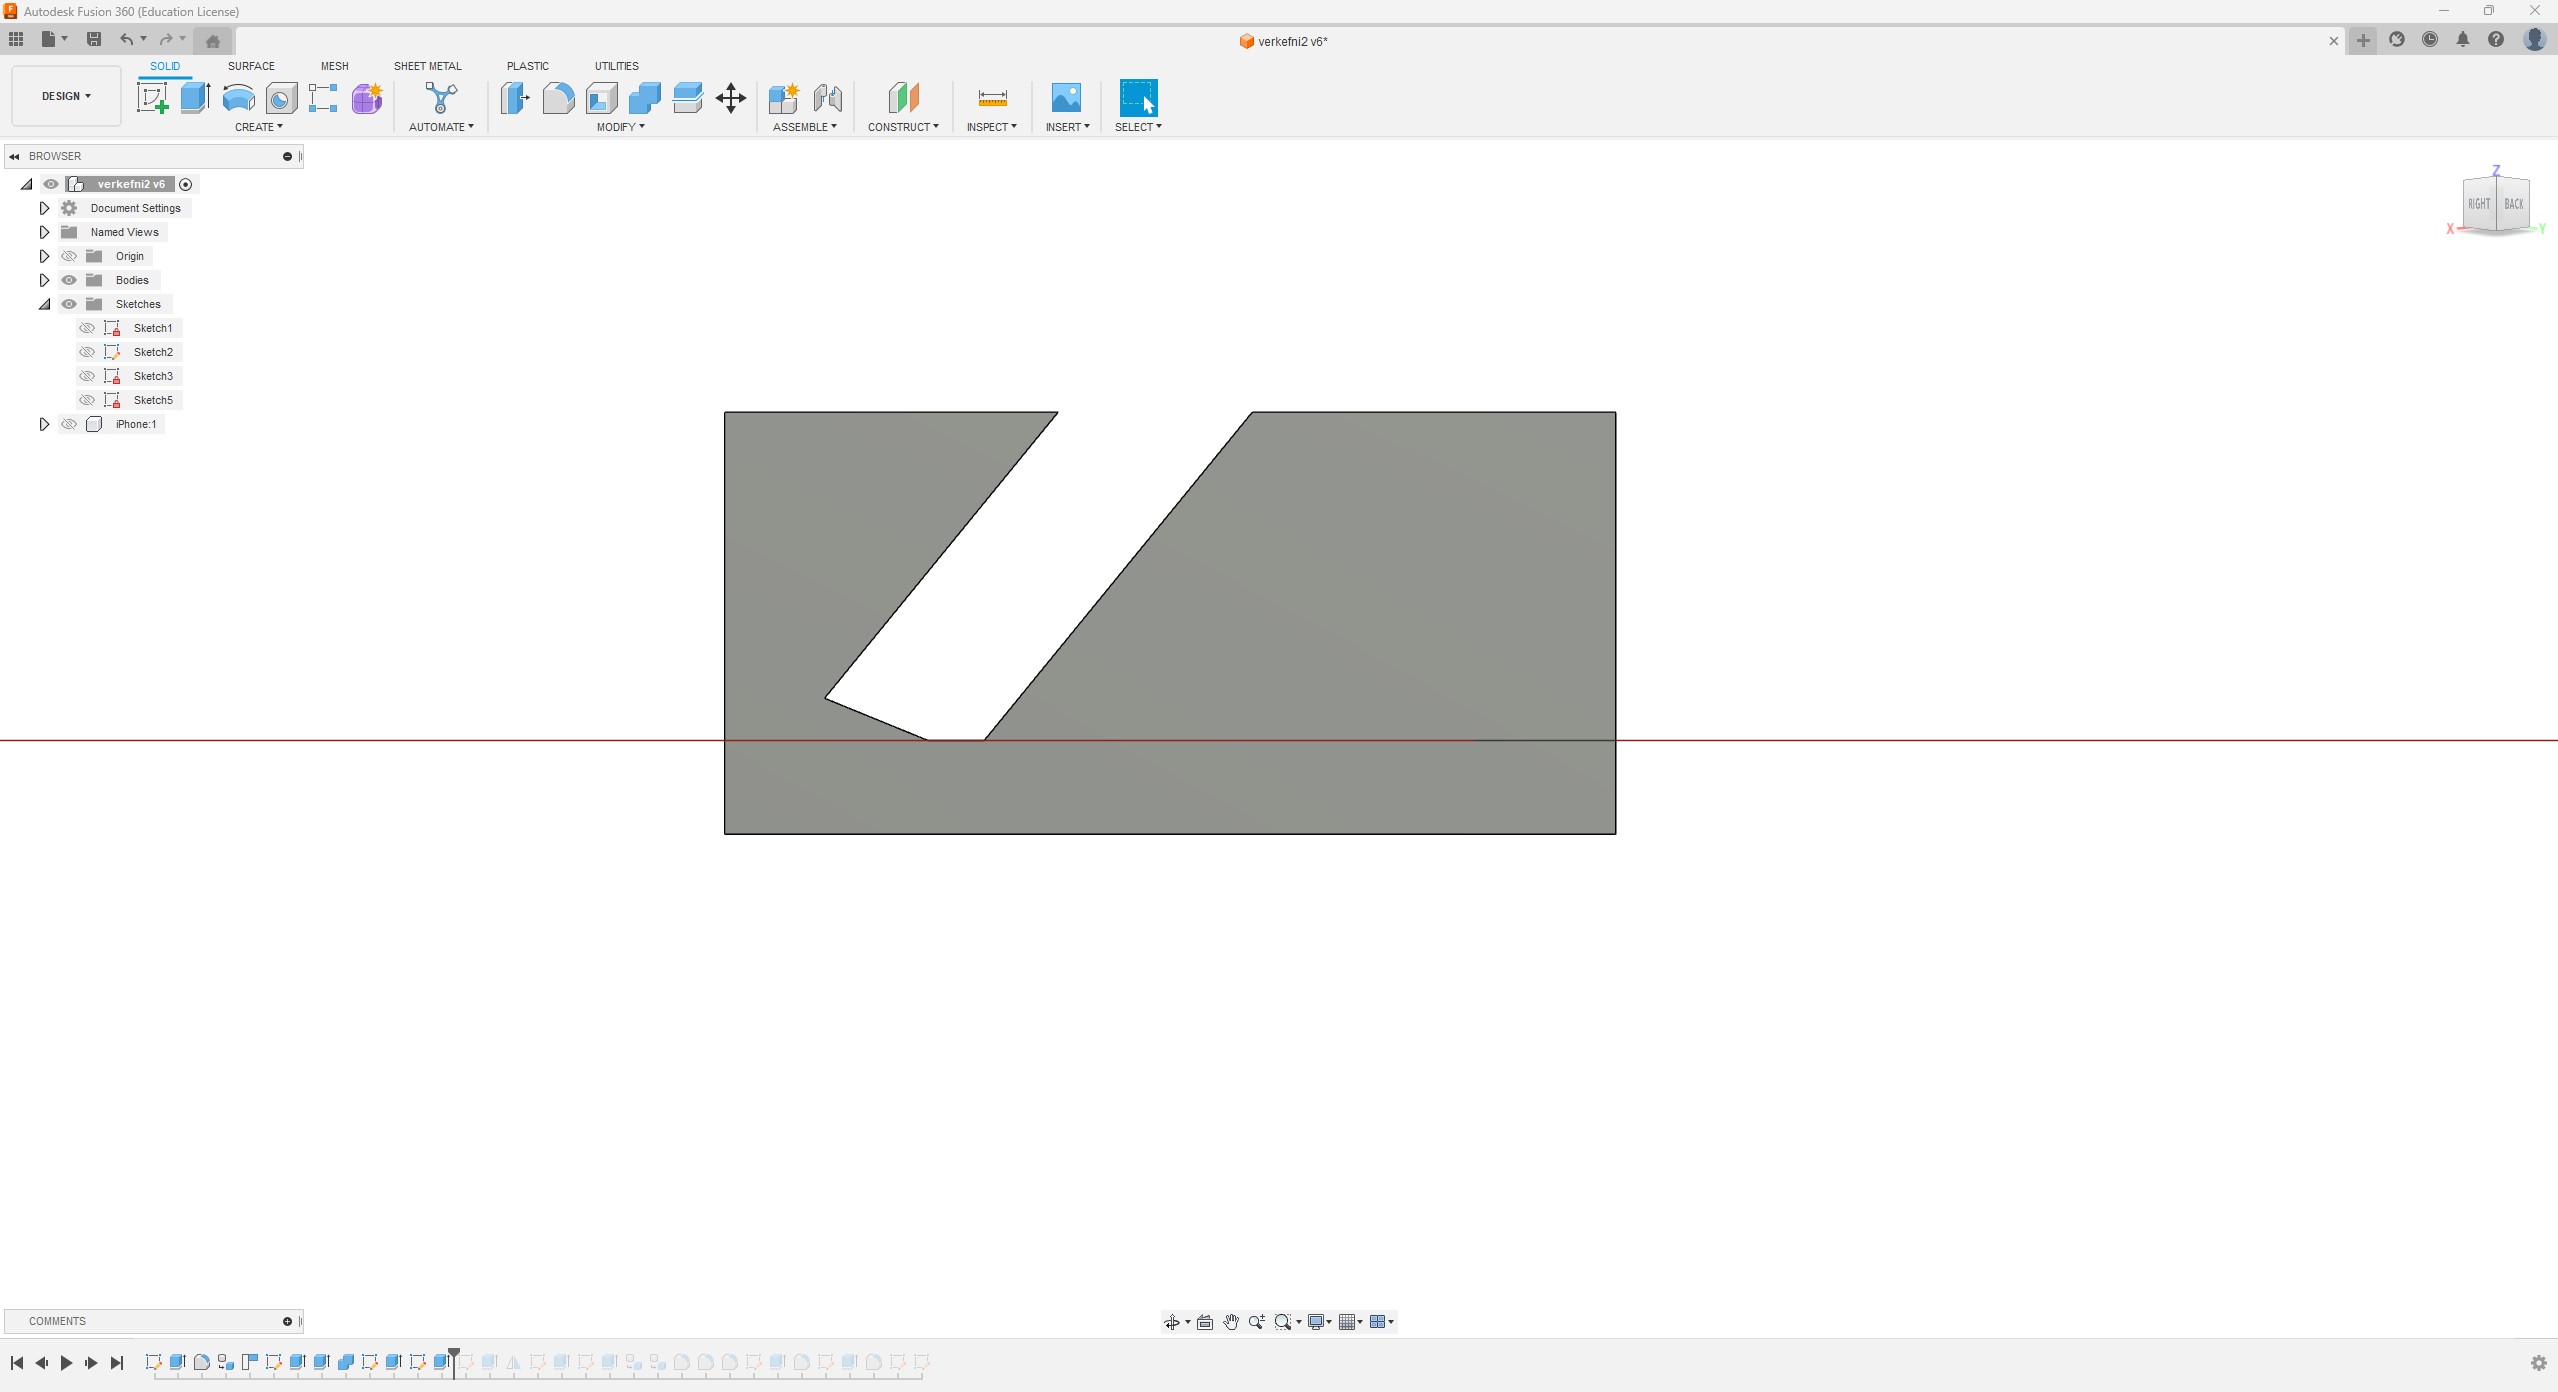 Autodesk Fusion 360 (Education License)
verkefni2 v6*
SOLID SURFACE MESH SHEET METAL PLASTIC UTILITIES
DESIGN
CREATE AUTOMATE MODIFY ASSEMBLE CONSTRUCT INSPECT INSERT SELECT
BROWSER
verkefni2 v6
Document Settings
Named Views
Origin
Bodies
Sketches
Sketch1
Sketch2
Sketch3
Sketch5
iPhone:1
Z
RIGHT BACK
X Y
COMMENTS